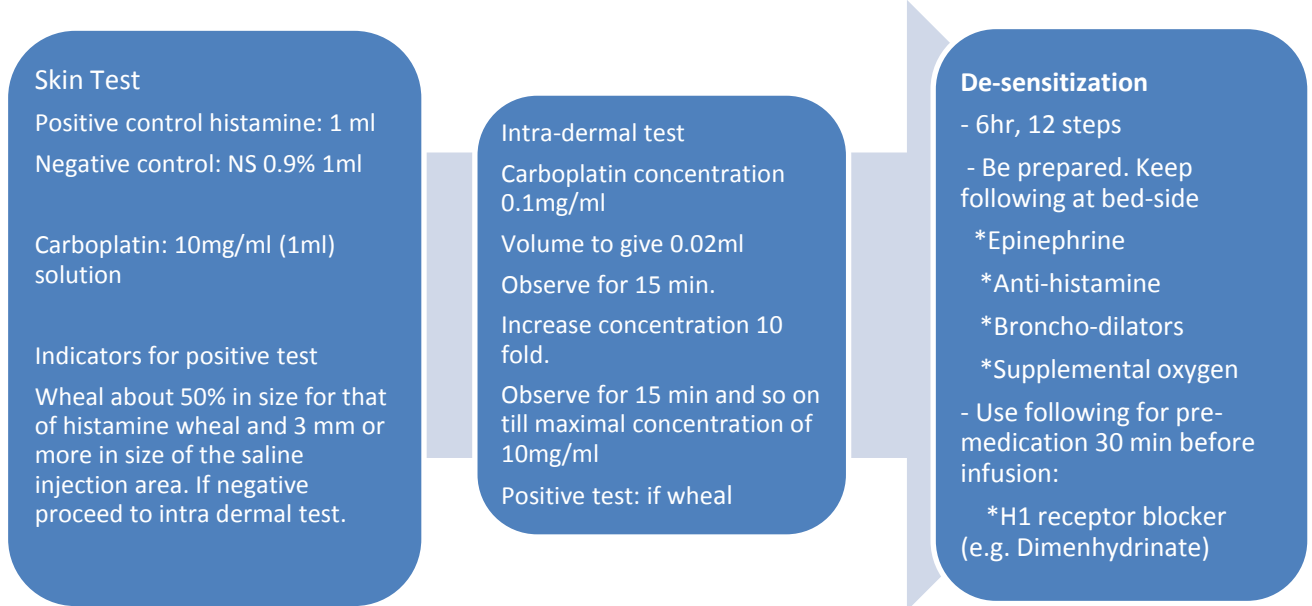 Skin Test
Positive control histamine: 1 ml
Negative control: NS 0.9% 1ml
Carboplatin: 10mg/ml (1ml)
solution
Indicators for positive test
Wheal about 50% in size for that
of histamine wheal and 3 mm or
more in size of the saline
injection area. If negative
proceed to intra dermal test.
Intra-dermal test
Carboplatin concentration
0.1mg/ml
Volume to give 0.02ml
Observe for 15 min.
Increase concentration 10
fold.
Observe for 15 min and so on
till maximal concentration of
10mg/ml
Positive test: if wheal
De-sensitization
- 6hr, 12 steps
- Be prepared. Keep
following at bed-side
*Epinephrine
*Anti-histamine
*Broncho-dilators
*Supplemental oxygen
- Use following for pre-
medication 30 min before
infusion:
*H1 receptor blocker
(e.g. Dimenhydrinate)